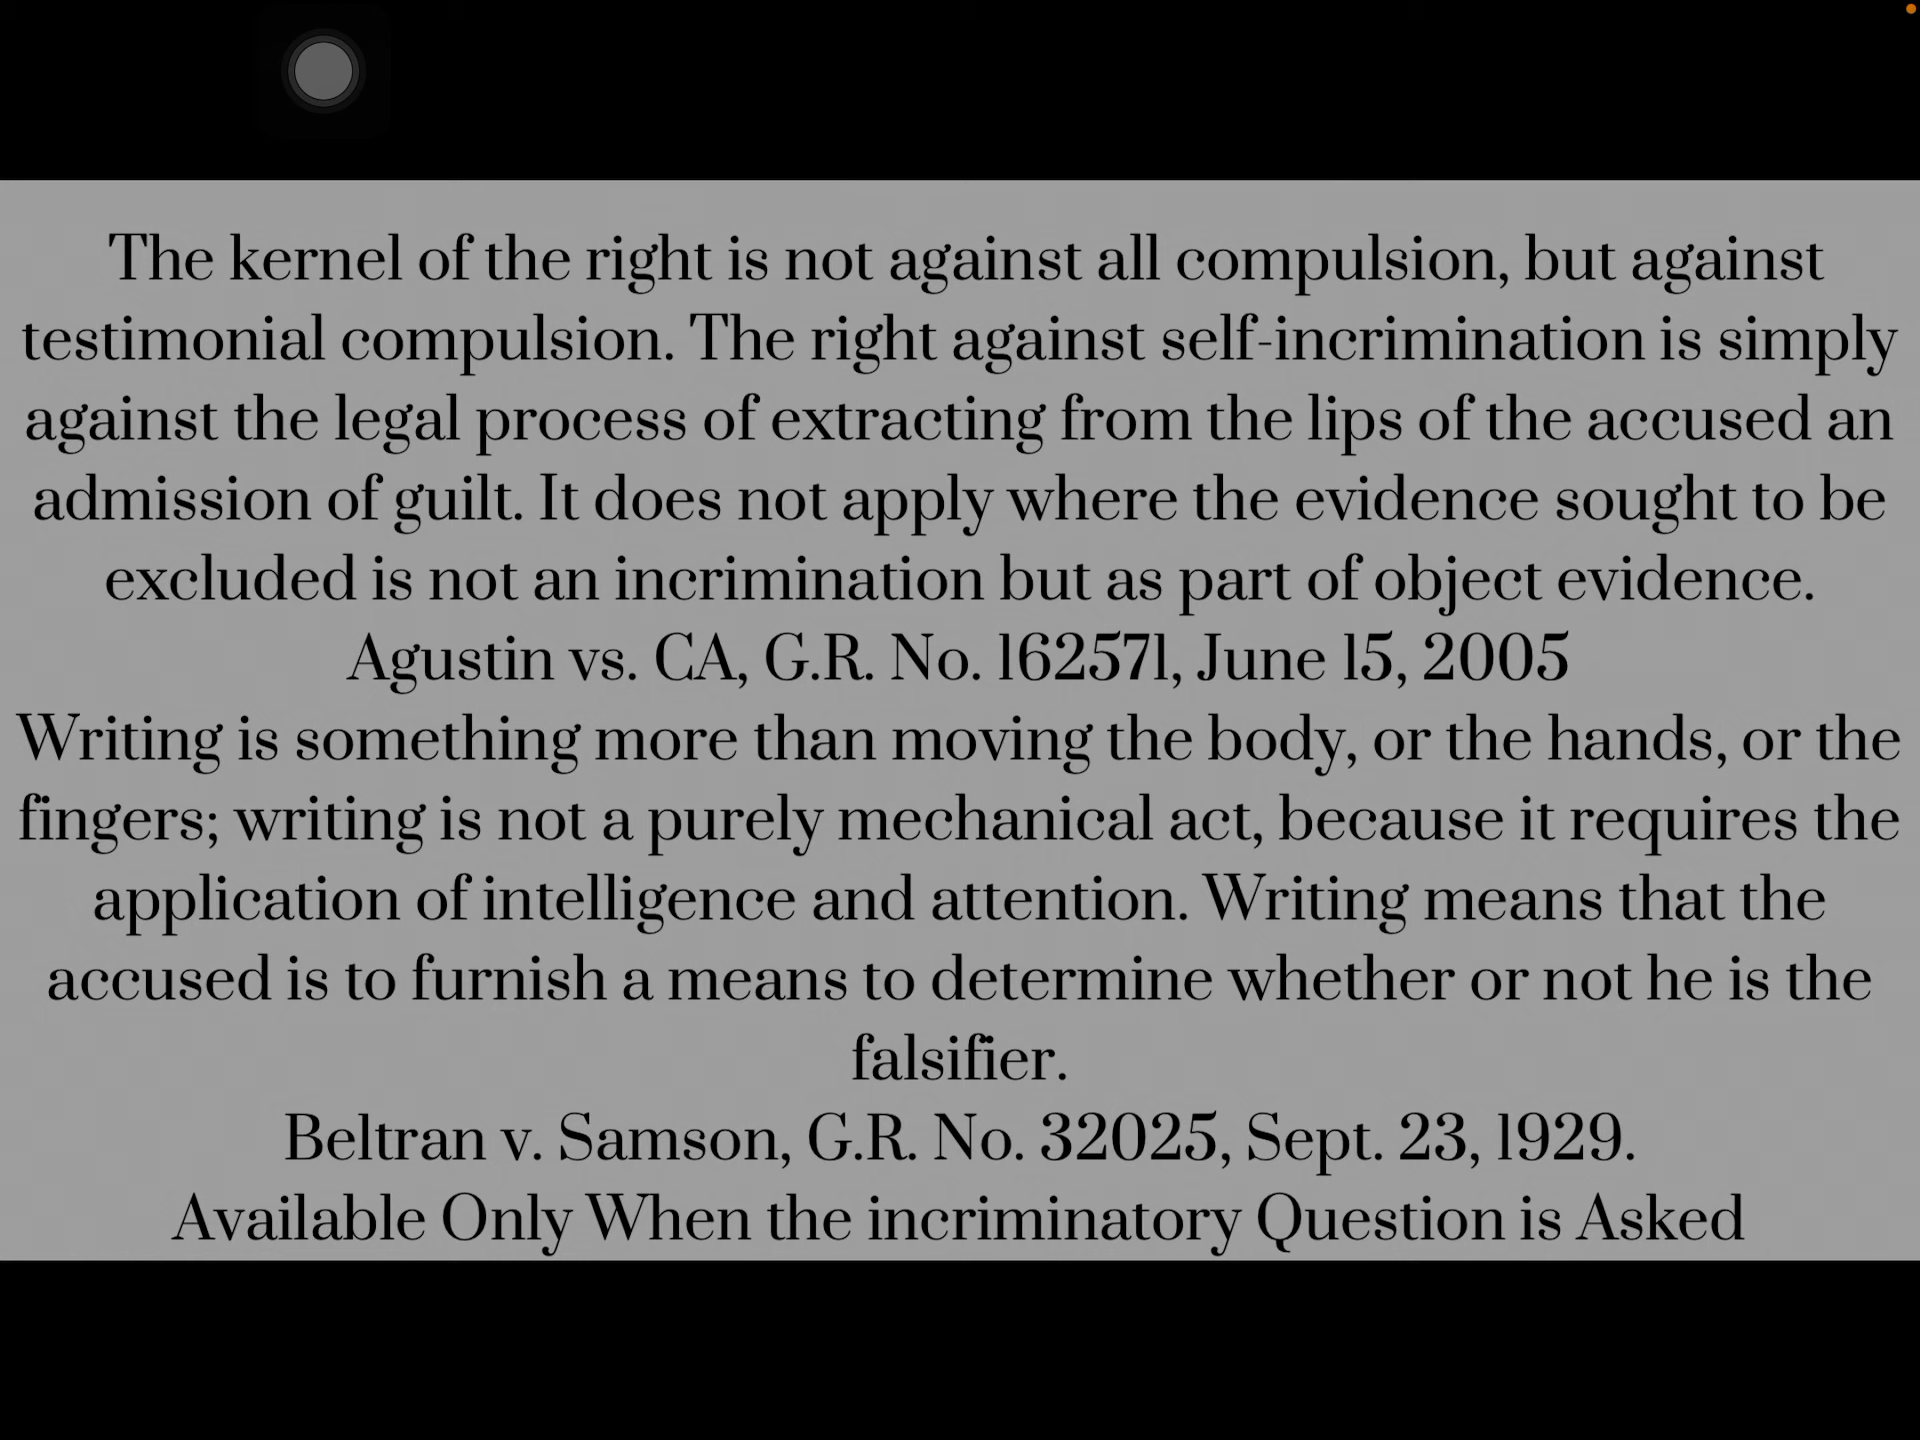 The kernel of the right is not against all compulsion, but against
testimonial compulsion. The right against self-incrimination is simply
against the legal process of extracting from the lips of the accused an
admission of guilt. It does not apply where the evidence sought to be
excluded is not an incrimination but as part of object evidence.
Agustin vs. CA, G.R. No. 162571, June 15, 2005
Writing is something more than moving the body, or the hands, or the
fingers; writing is not a purely mechanical act, because it requires the
application of intelligence and attention. Writing means that the
accused is to furnish a means to determine whether or not he is the
falsifier.
Beltran v. Samson, G.R. No. 32025, Sept. 23, 1929.
Available Only When the incriminatory Question is Asked